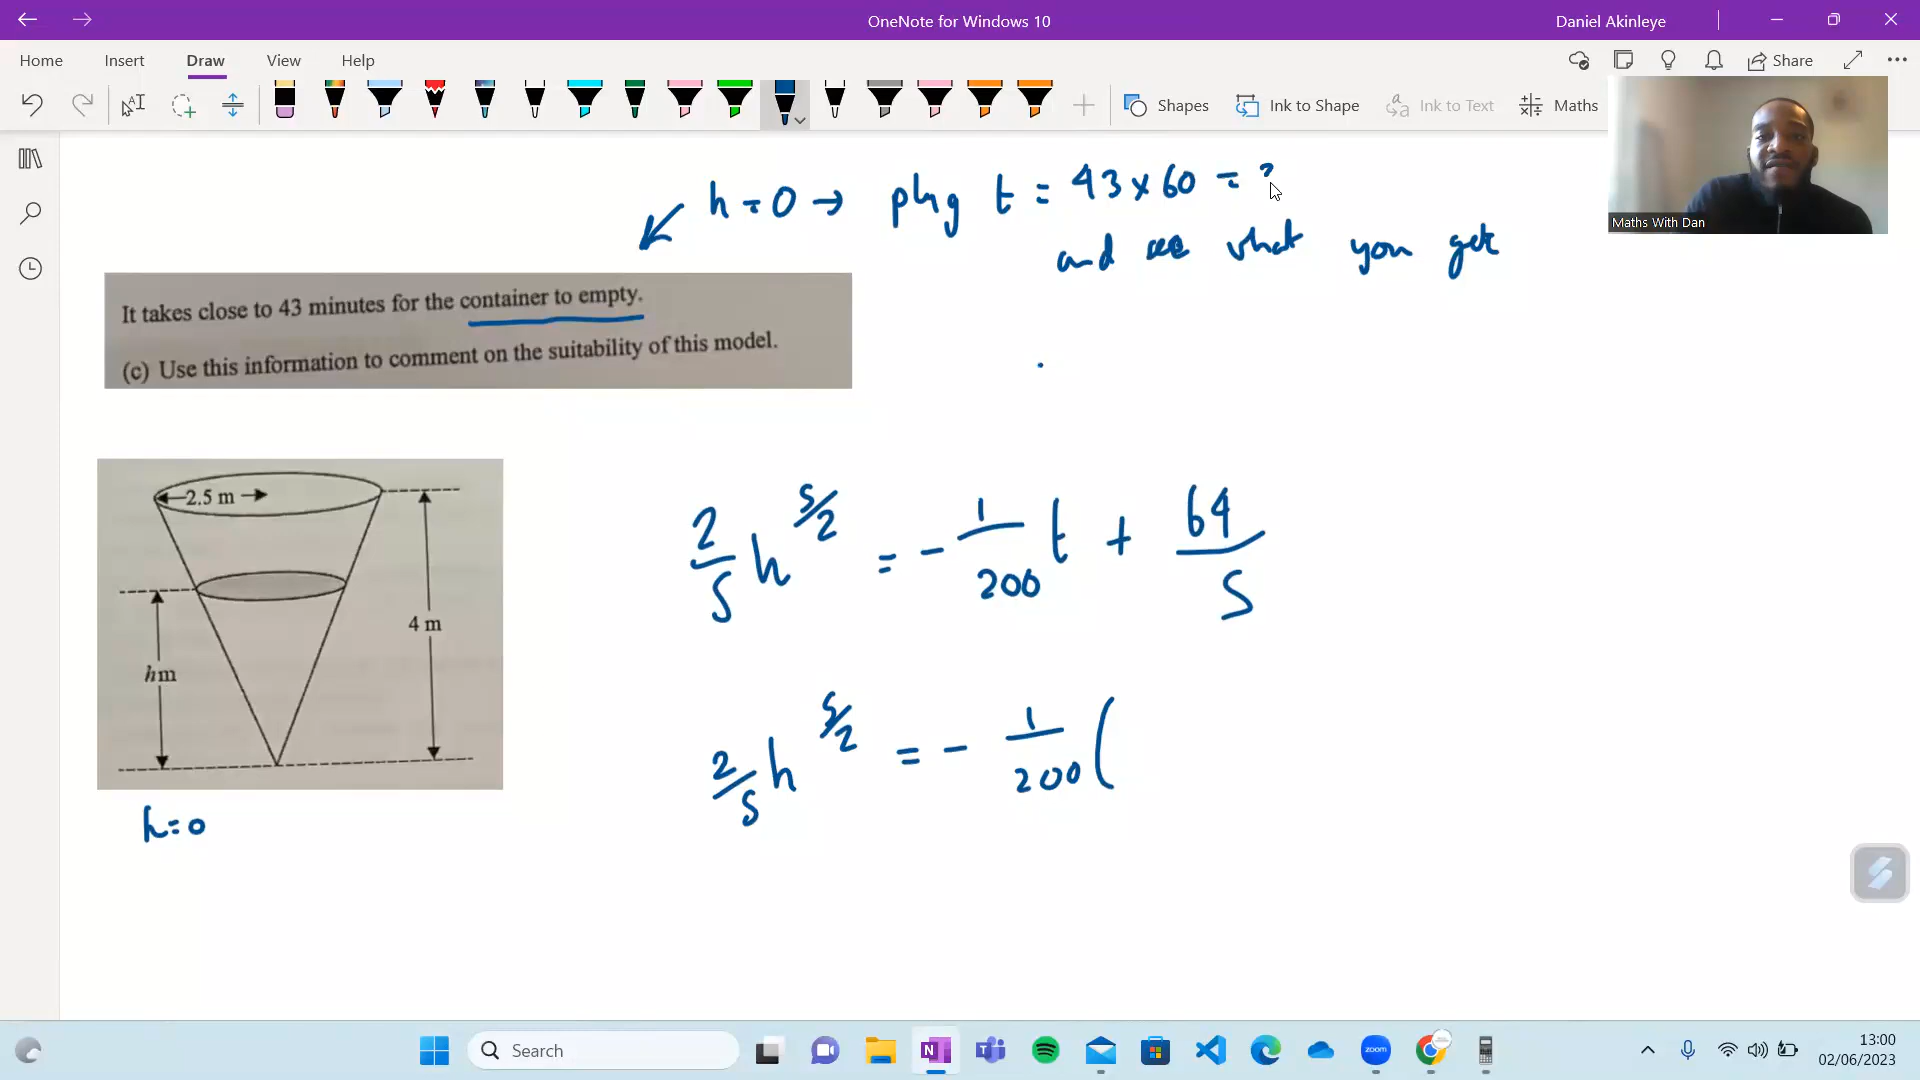 OneNote for Windows 10
Daniel Akinleye
Home Insert Draw View Help
Share
Shapes
Ink to Shape
Ink to Text
Maths
Maths With Dan
h = 0 → plug t = 43 x 60 = ?
and see what you get
It takes close to 43 minutes for the container to empty.
(c) Use this information to comment on the suitability of this model.
2.5 m
4 m
hm
h=0
2/5 h^5/2 = - 1/200 t + 64/5
2/5 h^5/2 = - 1/200 (
Search
zoom
13:00
02/06/2023